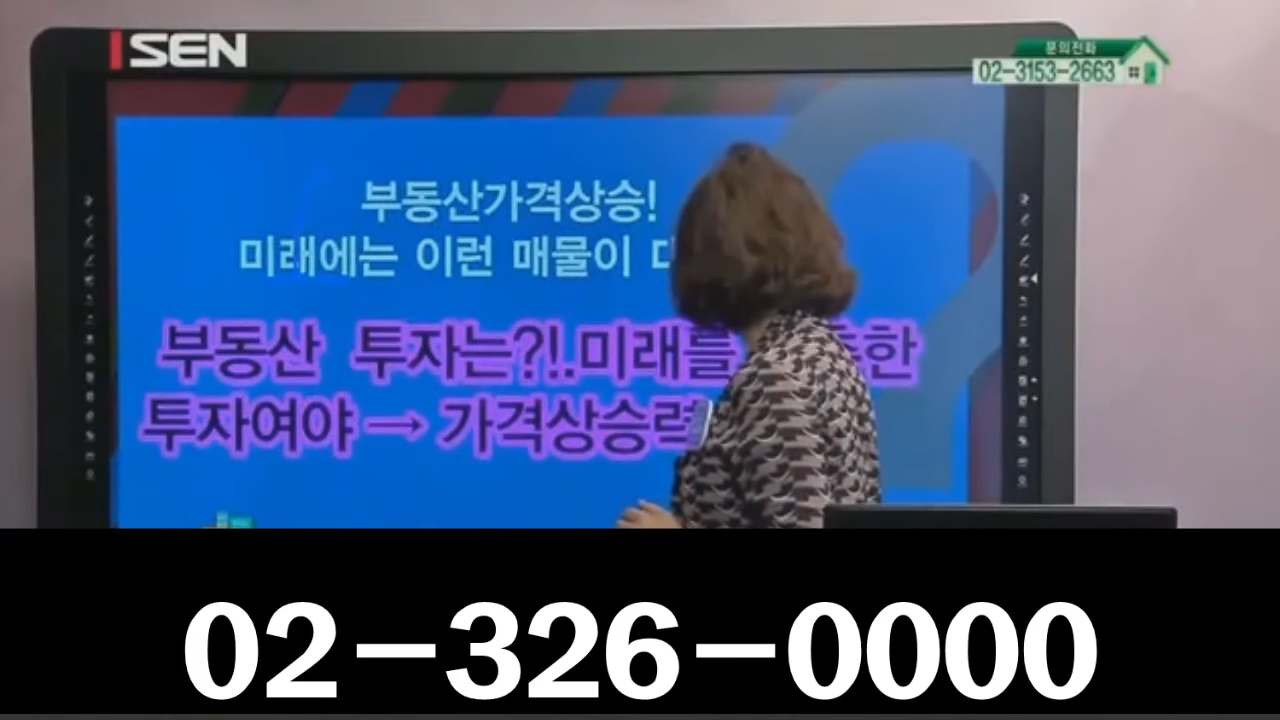 SEN
문의전화
02-3153-2663
부동산가격상승!
미래에는 이런 매물이
부동산 투자는?!.미래를
투자여야→가격상승력
02-326-0000